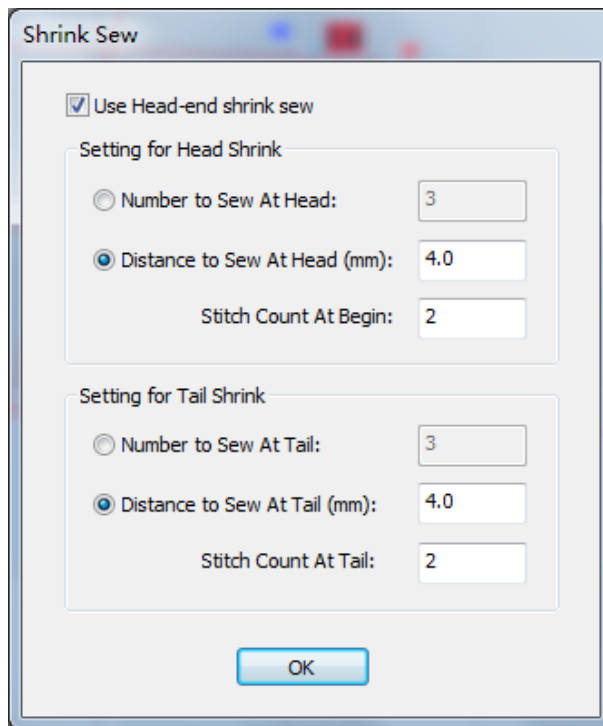 Shrink Sew
Use Head-end shrink sew
Setting for Head Shrink
Number to Sew At Head: 3
Distance to Sew At Head (mm): 4.0
Stitch Count At Begin: 2
Setting for Tail Shrink
Number to Sew At Tail: 3
Distance to Sew At Tail (mm): 4.0
Stitch Count At Tail: 2
OK